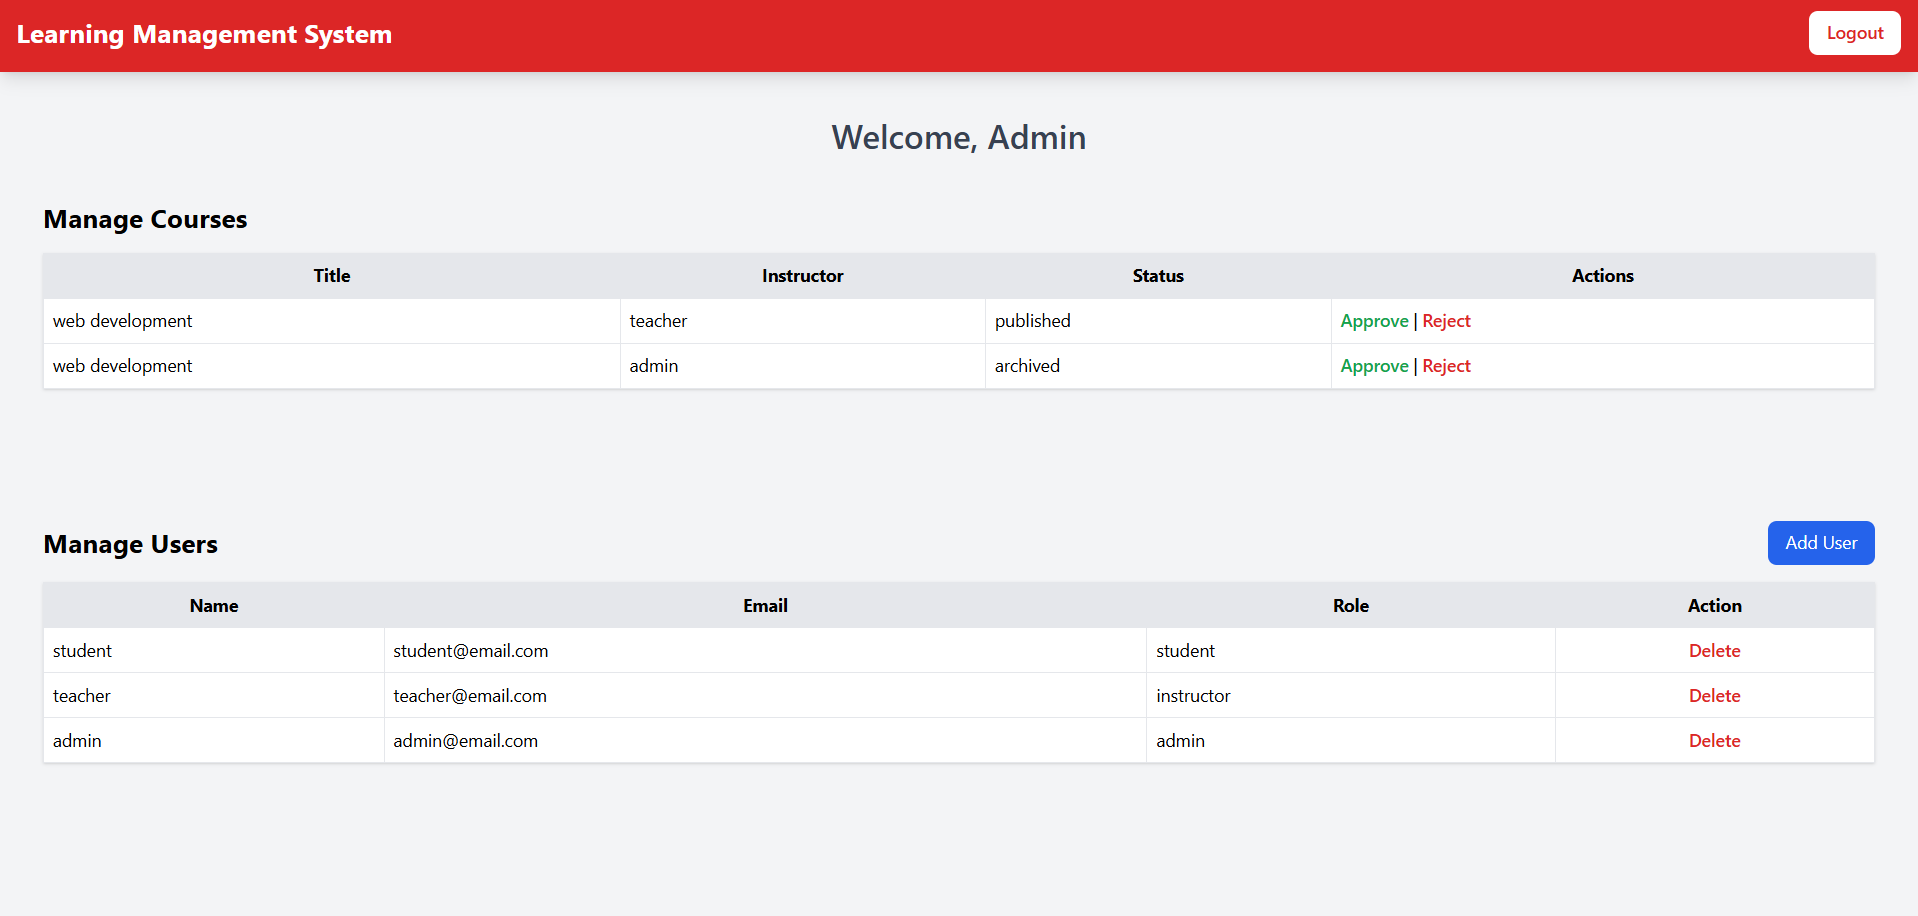 Learning Management System Logout
Welcome, Admin
Manage Courses
Title Instructor Status Actions
web development teacher published Approve | Reject
web development admin archived Approve | Reject
Manage Users Add User
Name Email Role Action
student student@email.com student Delete
teacher teacher@email.com instructor Delete
admin admin@email.com admin Delete